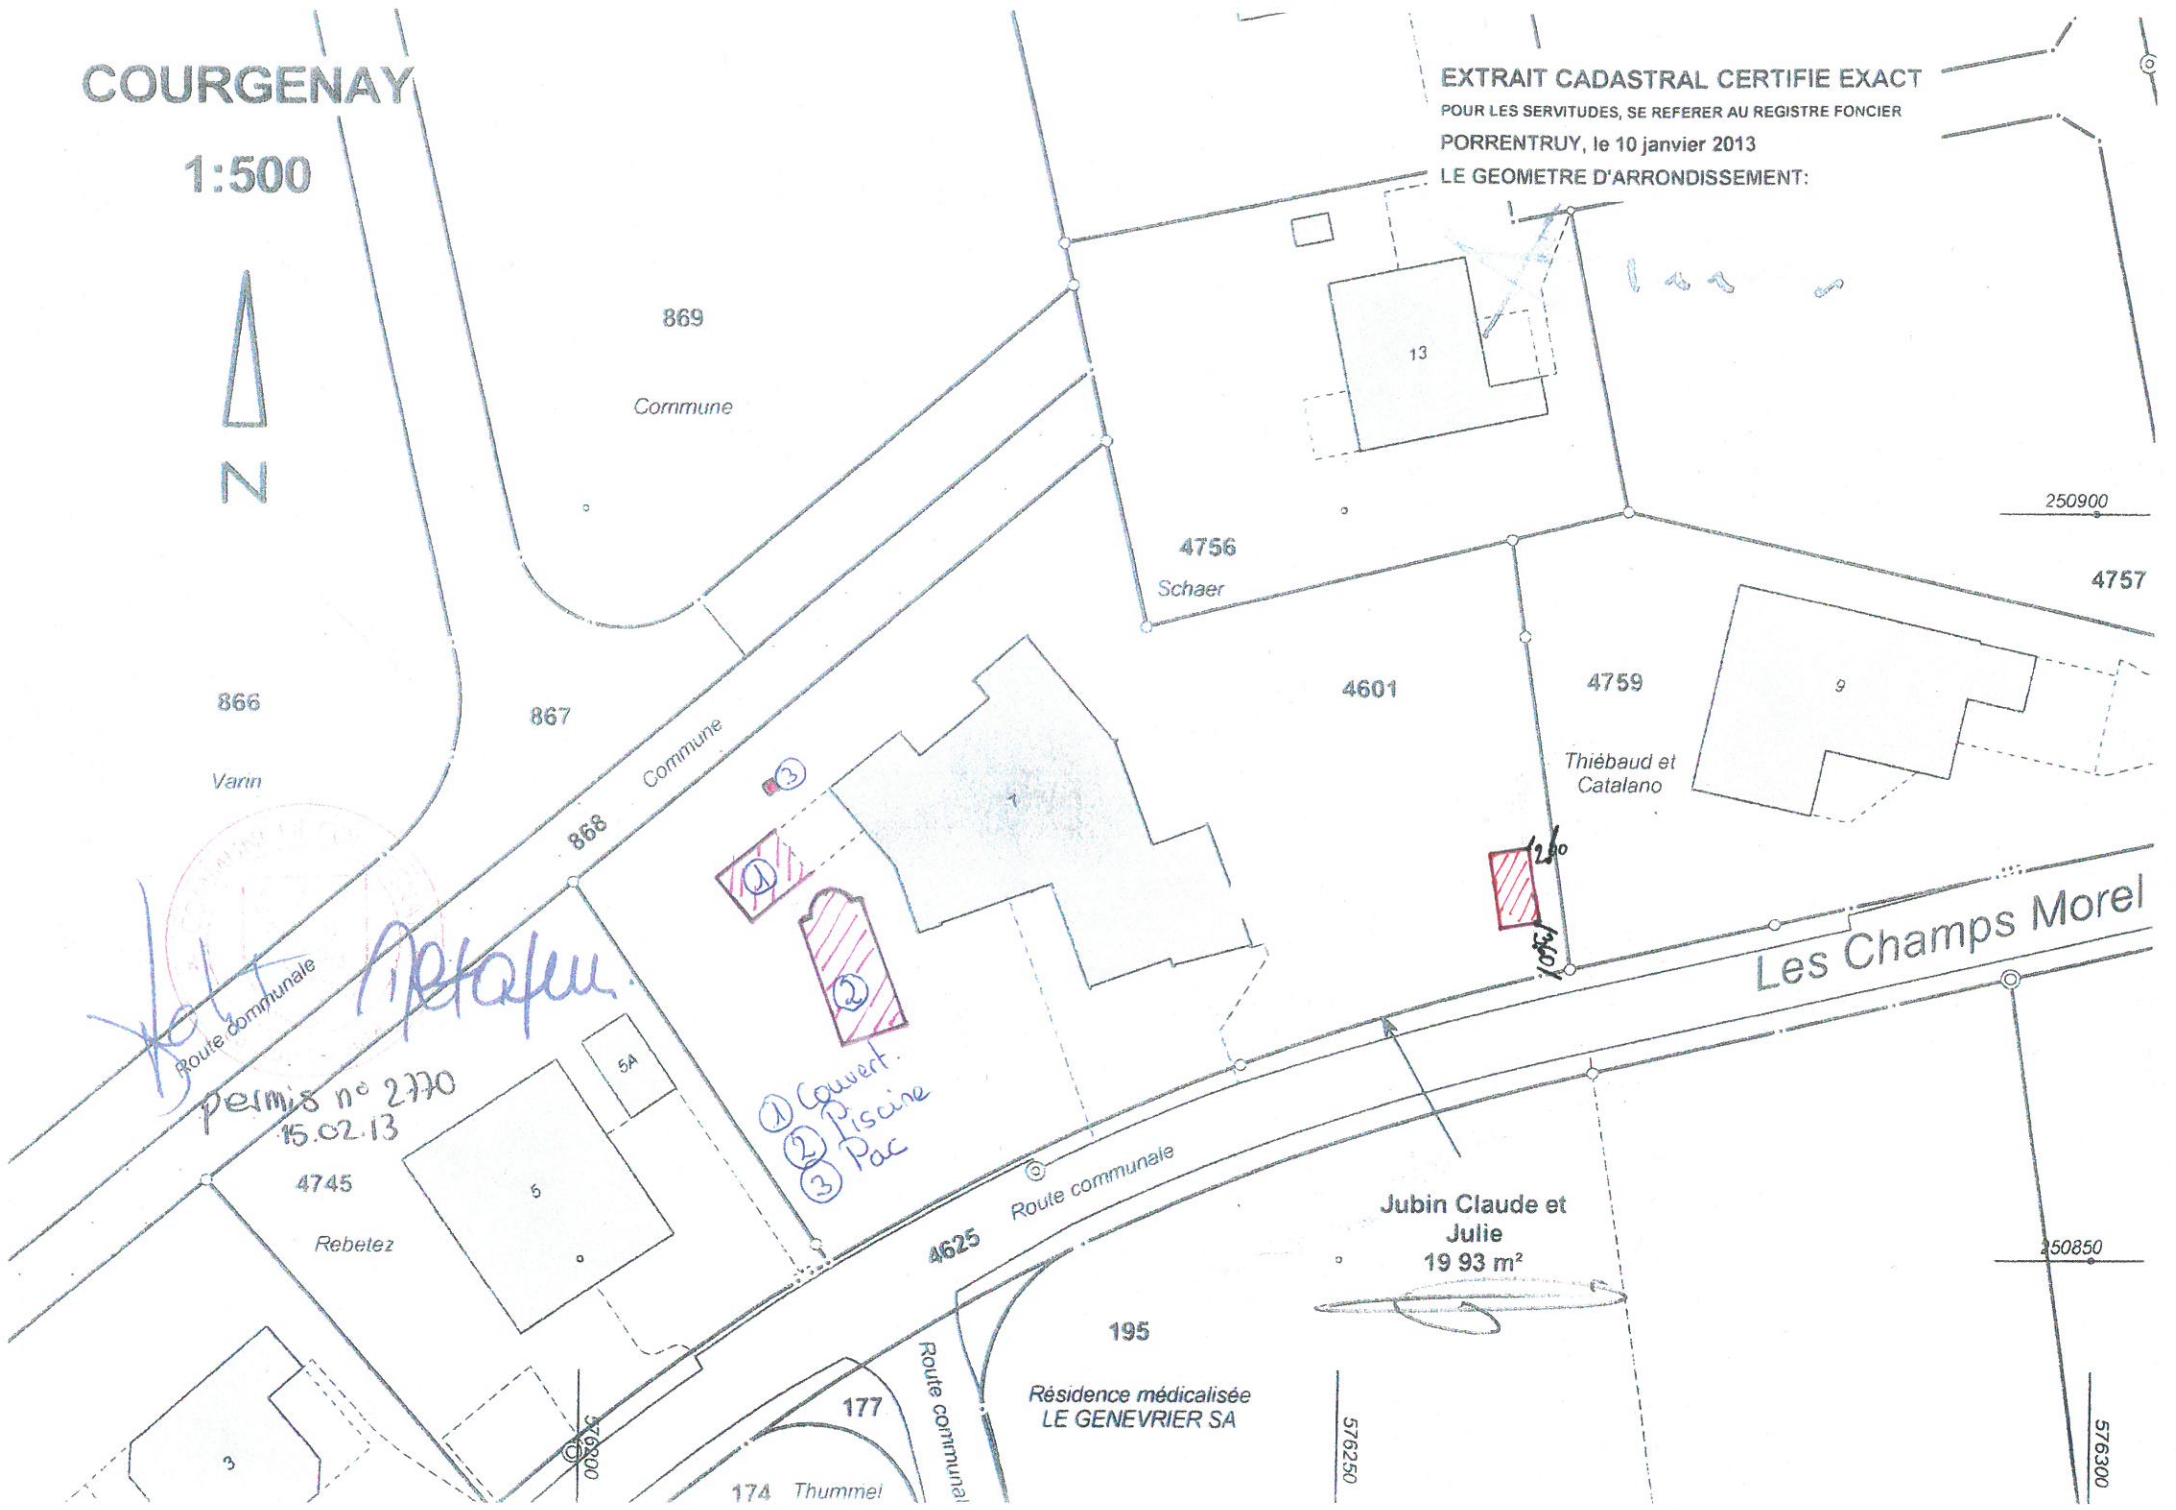 COURGENAY
1:500
N
EXTRAIT CADASTRAL CERTIFIE EXACT
POUR LES SERVITUDES, SE REFERER AU REGISTRE FONCIER
PORRENTRUY, le 10 janvier 2013
LE GEOMETRE D'ARRONDISSEMENT:
869
Commune
13
250900
4756
Schaer
4757
4601
4759
9
Thiébaud et
Catalano
866
Varin
867
Commune
868
③
①
②
Les Champs Morel
Route communale
permis n° 2770
15.02.13
5A
① Couvert.
② Piscine
③ Pac
4745
Rebetez
5
Route communale
4625
Jubin Claude et
Julie
19 93 m²
250850
195
Résidence médicalisée
LE GENEVRIER SA
177
Route communal
174 Thummel
3
576200
576250
576300